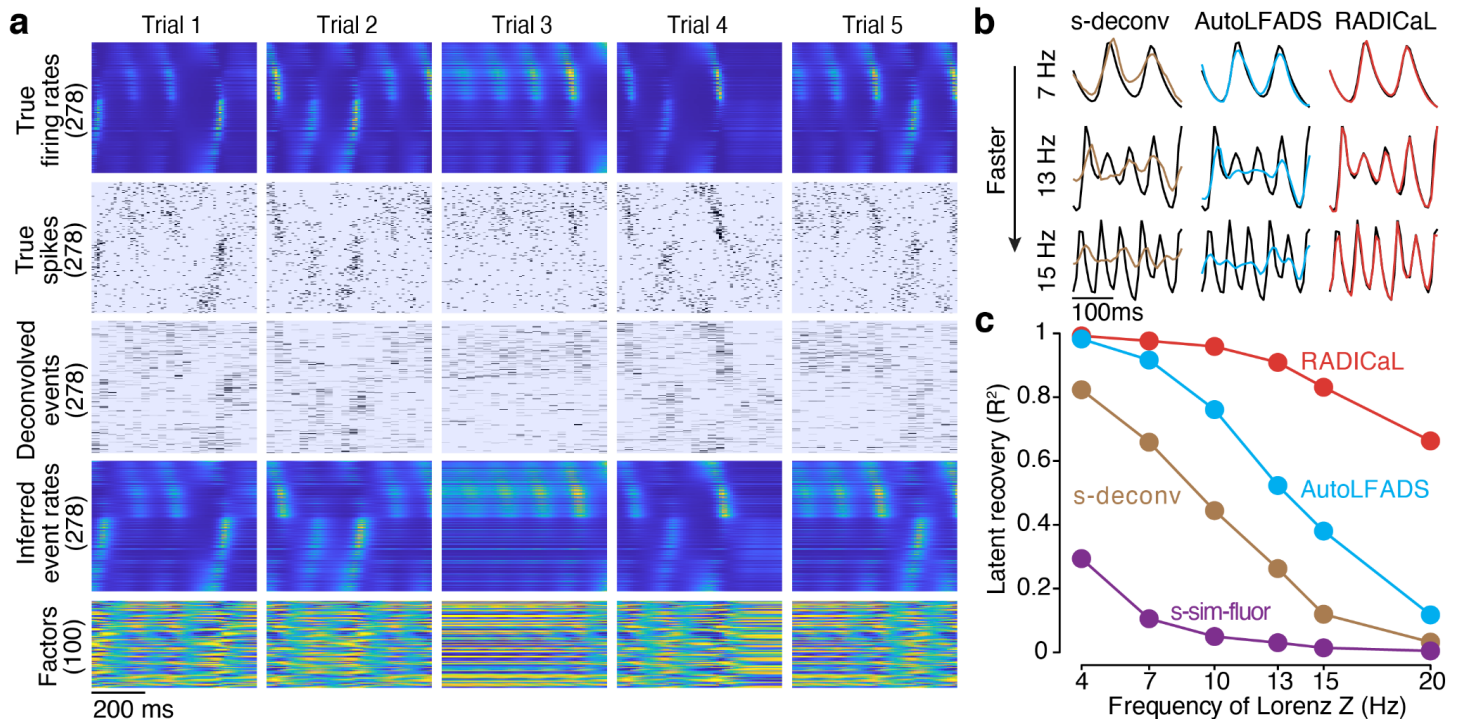 a
Trial 1
Trial 2
Trial 3
Trial 4
Trial 5
True
firing rates
(278)
True
spikes
(278)
Deconvolved
events
(278)
Inferred
event rates
(278)
Factors
(100)
200 ms
b
s-deconv
AutoLFADS
RADICaL
Faster
7 Hz
13 Hz
15 Hz
100ms
c
Latent recovery (R²)
1
0.8
0.6
0.4
0.2
0
RADICaL
AutoLFADS
s-deconv
s-sim-fluor
4
7
10
13
15
20
Frequency of Lorenz Z (Hz)